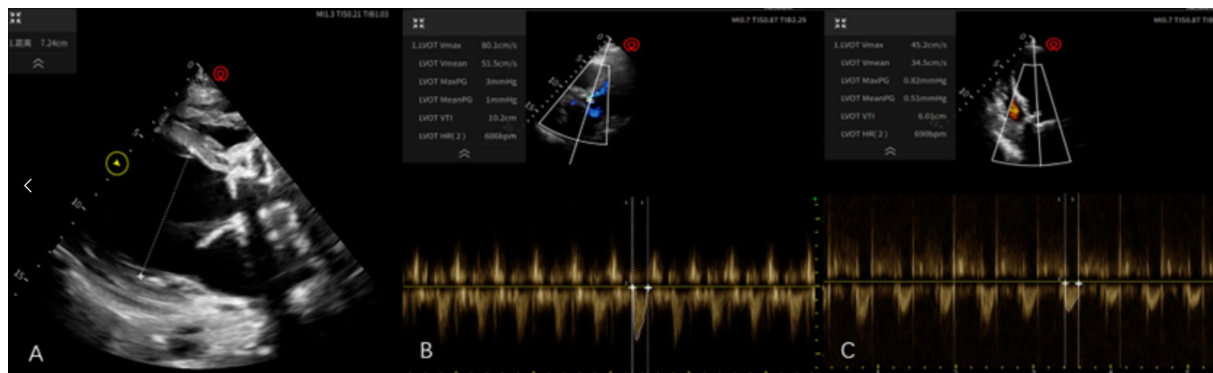 MI1.3 TIS0.21 TIB1.03
1.距离 7.24cm
A
MI0.7 TIS0.87 TIB2.29
1.LVOT Vmax 80.1cm/s
LVOT Vmean 51.5cm/s
LVOT MaxPG 3mmHg
LVOT MeanPG 1mmHg
LVOT VTI 10.2cm
LVOT HR( 2 ) 606bpm
B
MI0.7 TIS0.87 TIB
1.LVOT Vmax 45.2cm/s
LVOT Vmean 34.5cm/s
LVOT MaxPG 0.82mmHg
LVOT MeanPG 0.51mmHg
LVOT VTI 6.01cm
LVOT HR( 2 ) 690bpm
C